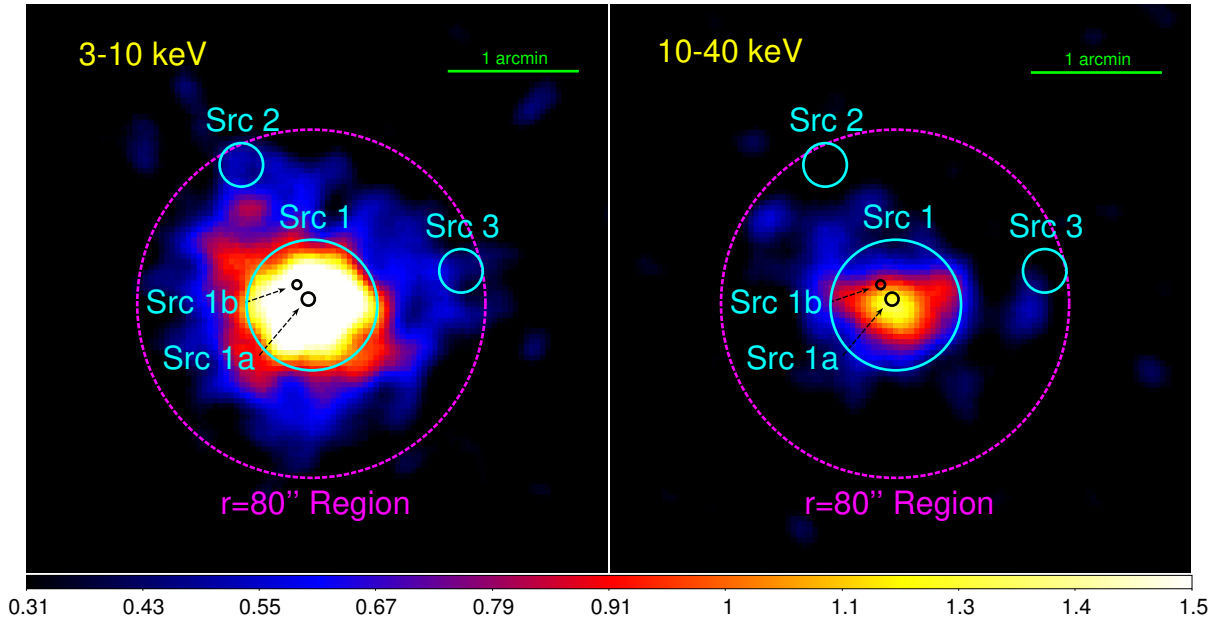 3-10 keV
1 arcmin
Src 2
Src 1
Src 3
Src 1b
Src 1a
r=80'' Region
10-40 keV
1 arcmin
Src 2
Src 1
Src 3
Src 1b
Src 1a
r=80'' Region
0.31 0.43 0.55 0.67 0.79 0.91 1 1.1 1.3 1.4 1.5